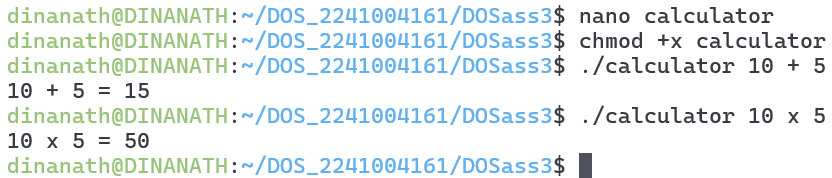 dinanath@DINANATH:~/DOS_2241004161/DOSass3$ nano calculator
dinanath@DINANATH:~/DOS_2241004161/DOSass3$ chmod +x calculator
dinanath@DINANATH:~/DOS_2241004161/DOSass3$ ./calculator 10 + 5
10 + 5 = 15
dinanath@DINANATH:~/DOS_2241004161/DOSass3$ ./calculator 10 x 5
10 x 5 = 50
dinanath@DINANATH:~/DOS_2241004161/DOSass3$